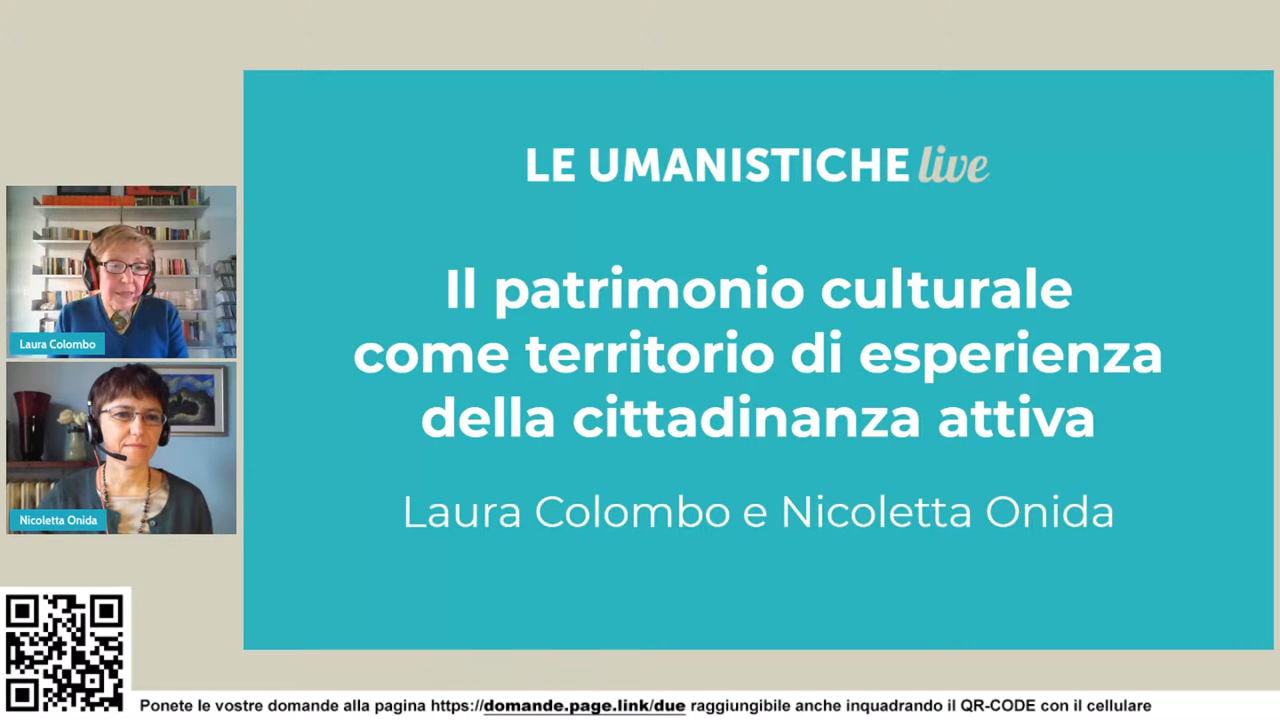 LE UMANISTICHE live
Il patrimonio culturale
come territorio di esperienza
della cittadinanza attiva
Laura Colombo e Nicoletta Onida
Laura Colombo
Nicoletta Onida
Ponete le vostre domande alla pagina https://domande.page.link/due raggiungibile anche inquadrando il QR-CODE con il cellulare